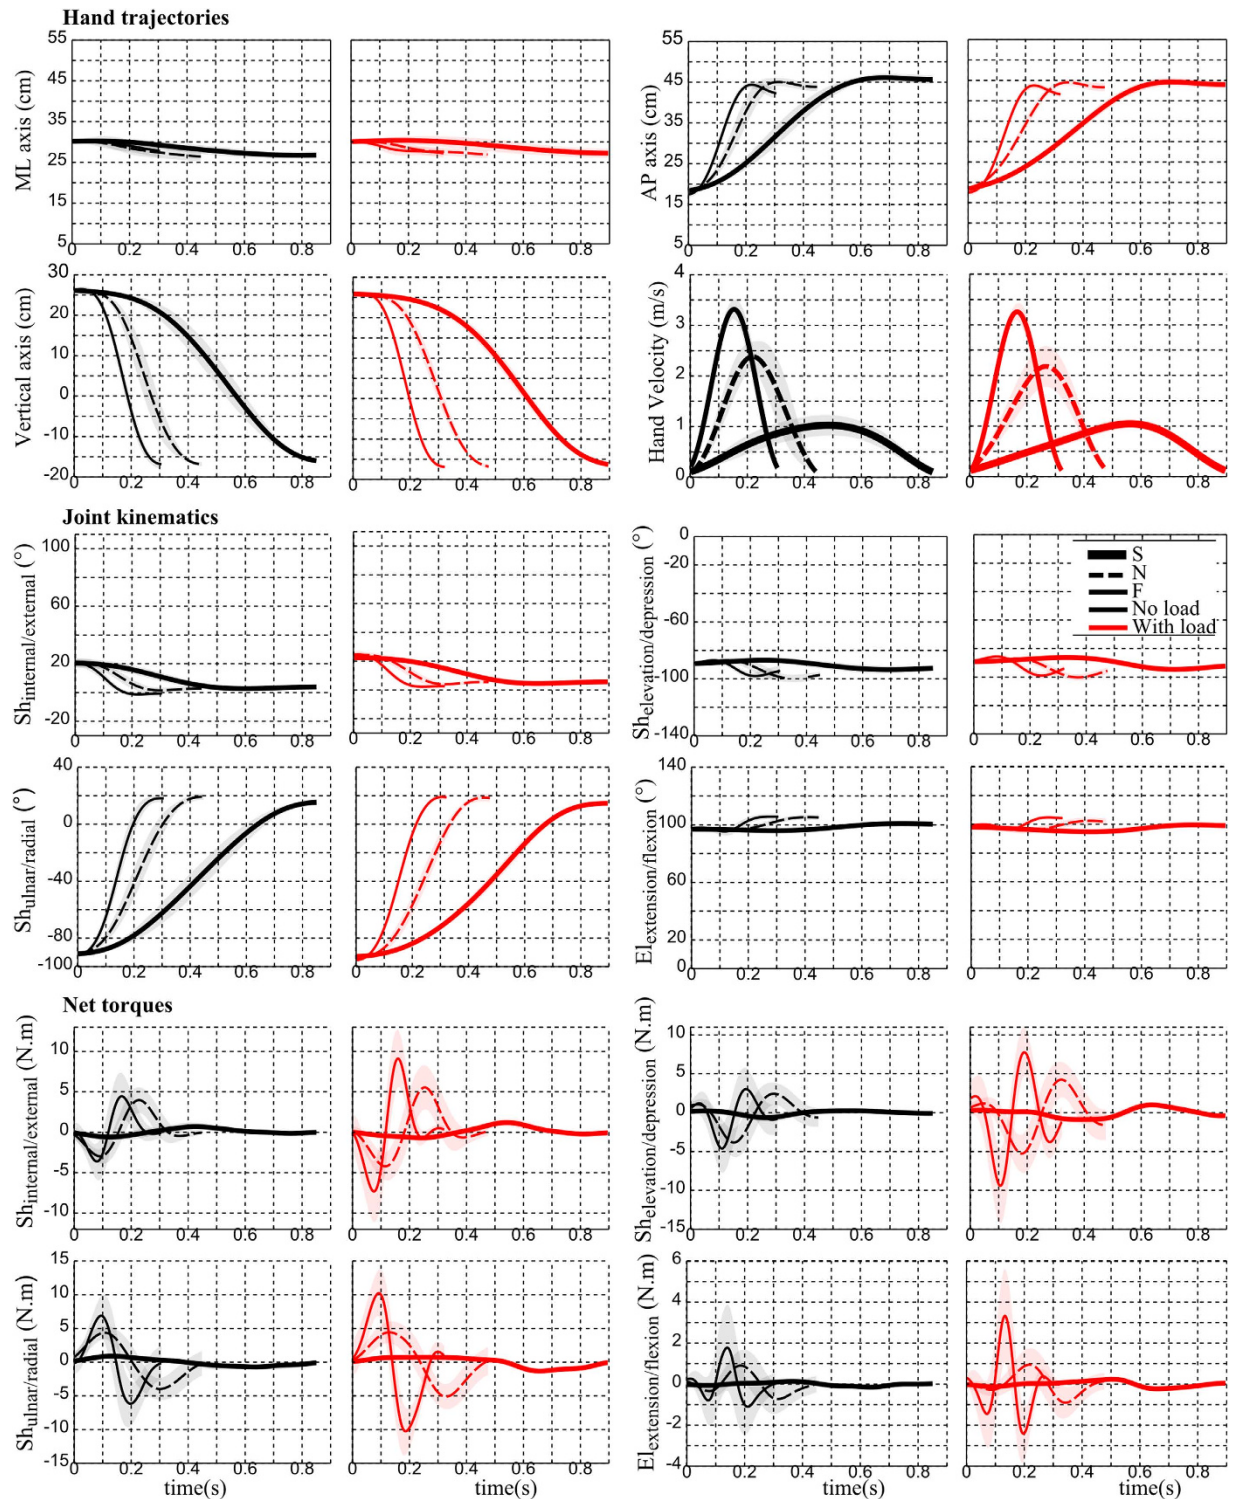 Hand trajectories
ML axis (cm)
55
45
35
25
15
5
0 0.2 0.4 0.6 0.8
0 0.2 0.4 0.6 0.8
AP axis (cm)
55
45
35
25
15
5
0 0.2 0.4 0.6 0.8
0 0.2 0.4 0.6 0.8
Vertical axis (cm)
30
20
10
0
-10
-20
0 0.2 0.4 0.6 0.8
0 0.2 0.4 0.6 0.8
Hand Velocity (m/s)
4
3
2
1
0
0 0.2 0.4 0.6 0.8
0 0.2 0.4 0.6 0.8
Joint kinematics
Sh internal/external (°)
100
60
20
-20
0 0.2 0.4 0.6 0.8
0 0.2 0.4 0.6 0.8
Sh elevation/depression (°)
0
-20
-60
-100
-140
0 0.2 0.4 0.6 0.8
0 0.2 0.4 0.6 0.8
S
N
F
No load
With load
Sh ulnar/radial (°)
40
0
-40
-80
-100
0 0.2 0.4 0.6 0.8
0 0.2 0.4 0.6 0.8
El extension/flexion (°)
140
100
60
20
0
0 0.2 0.4 0.6 0.8
0 0.2 0.4 0.6 0.8
Net torques
Sh internal/external (N.m)
10
5
0
-5
-10
0 0.2 0.4 0.6 0.8
0 0.2 0.4 0.6 0.8
Sh elevation/depression (N.m)
10
5
0
-5
-10
-15
0 0.2 0.4 0.6 0.8
0 0.2 0.4 0.6 0.8
Sh ulnar/radial (N.m)
15
10
5
0
-5
-10
-15
0 0.2 0.4 0.6 0.8
time(s)
0 0.2 0.4 0.6 0.8
time(s)
El extension/flexion (N.m)
6
4
2
0
-2
-4
0 0.2 0.4 0.6 0.8
time(s)
0 0.2 0.4 0.6 0.8
time(s)